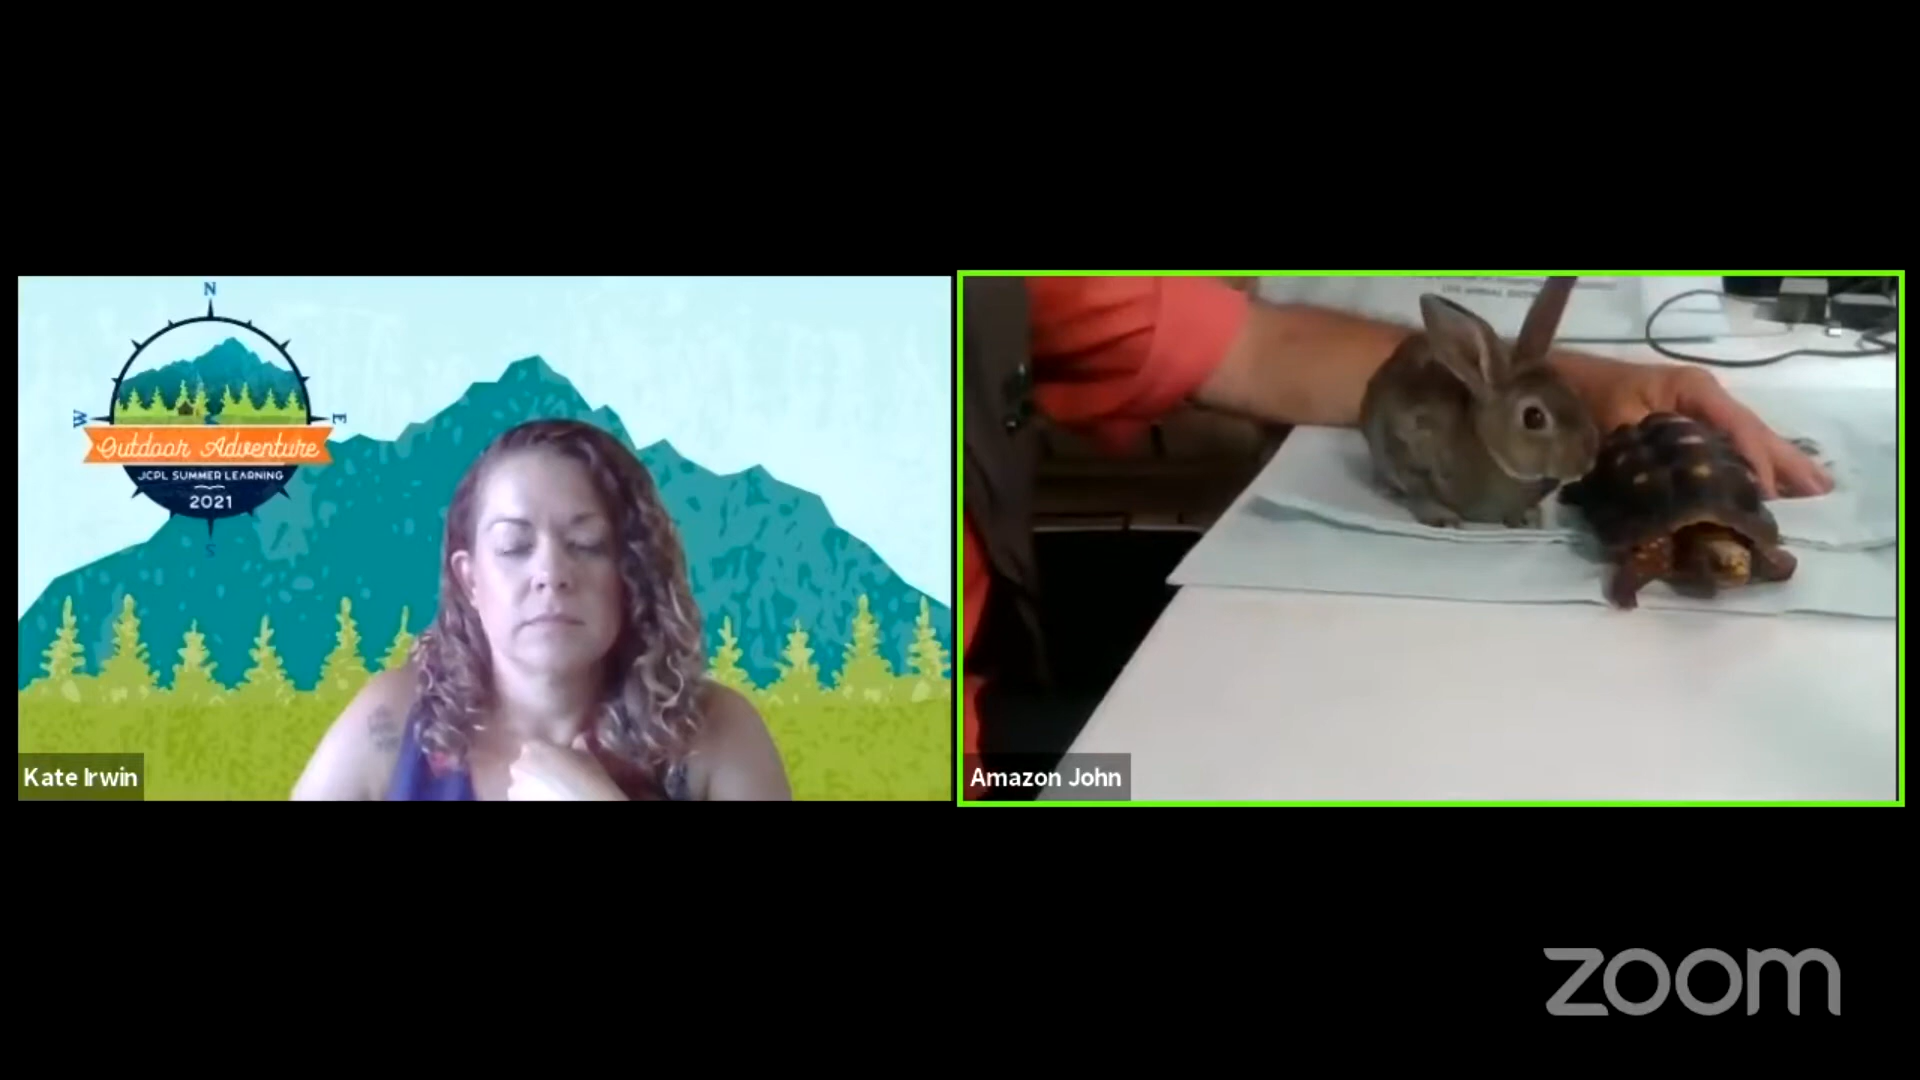 N
W
E
Outdoor Adventure
JCPL SUMMER LEARNING
2021
S
Kate Irwin
Amazon John
zoom